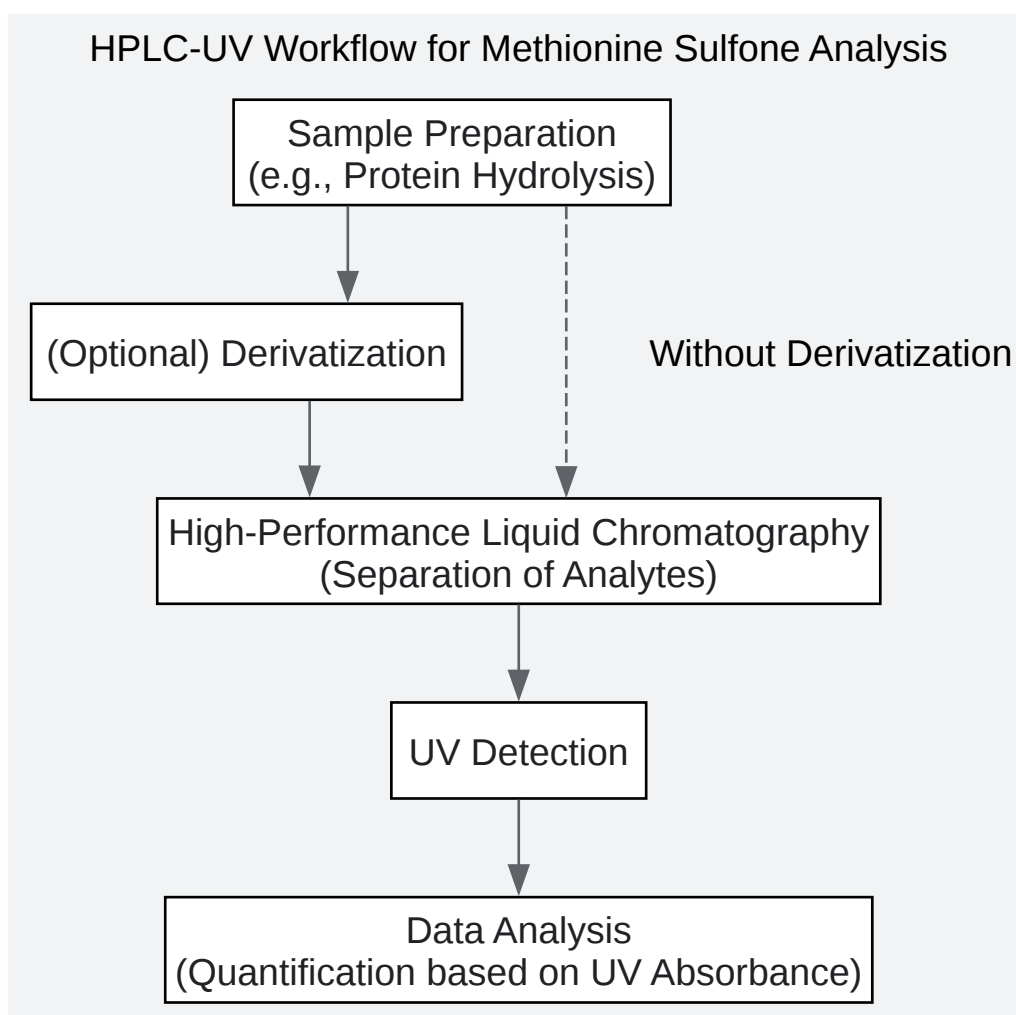 HPLC-UV Workflow for Methionine Sulfone Analysis
Sample Preparation
(e.g., Protein Hydrolysis)
(Optional) Derivatization
Without Derivatization
High-Performance Liquid Chromatography
(Separation of Analytes)
UV Detection
Data Analysis
(Quantification based on UV Absorbance)